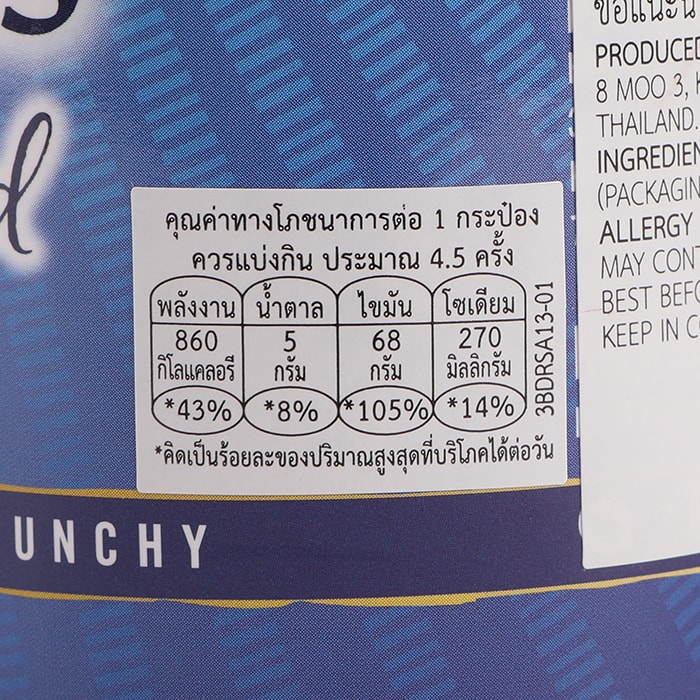 คุณค่าทางโภชนาการต่อ 1 กระป๋อง
ควรแบ่งกิน ประมาณ 4.5 ครั้ง
พลังงาน น้ำตาล ไขมัน โซเดียม
860 5 68 270
กิโลแคลอรี กรัม กรัม มิลลิกรัม
*43% *8% *105% *14%
*คิดเป็นร้อยละของปริมาณสูงสุดที่บริโภคได้ต่อวัน
3BDRSA13-01
UNCHY
PRODUCED
8 MOO 3,
THAILAND.
INGREDIEN
(PACKAGIN
ALLERGY
MAY CONT
BEST BEFO
KEEP IN C